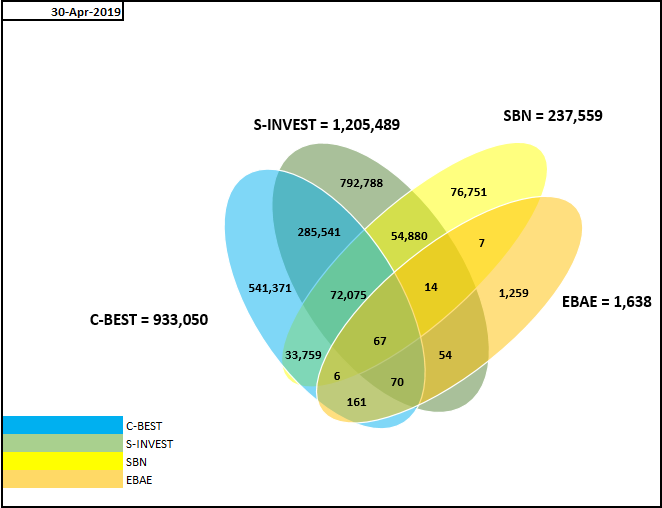 30-Apr-2019
SBN = 237,559
S-INVEST = 1,205,489
792,788
76,751
285,541
54,880
7
541,371
72,075
14
1,259
EBAE = 1,638
C-BEST = 933,050
67
33,759
54
6
70
161
C-BEST
S-INVEST
SBN
EBAE